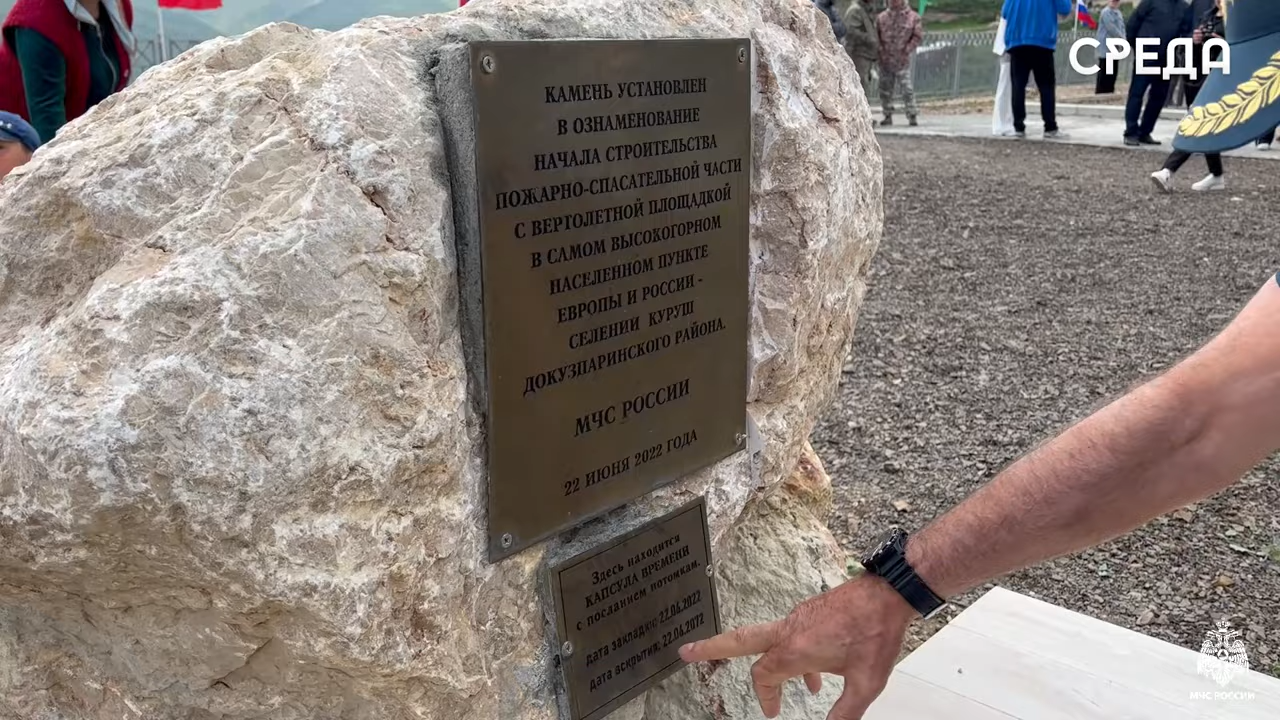 СРЕДА
КАМЕНЬ УСТАНОВЛЕН
В ОЗНАМЕНОВАНИЕ
НАЧАЛА СТРОИТЕЛЬСТВА
ПОЖАРНО-СПАСАТЕЛЬНОЙ ЧАСТИ
С ВЕРТОЛЕТНОЙ ПЛОЩАДКОЙ
В САМОМ ВЫСОКОГОРНОМ
НАСЕЛЕННОМ ПУНКТЕ
ЕВРОПЫ И РОССИИ -
СЕЛЕНИИ КУРУШ
ДОКУЗПАРИНСКОГО РАЙОНА.
МЧС РОССИИ
22 ИЮНЯ 2022 ГОДА
Здесь находится
КАПСУЛА ВРЕМЕНИ
с посланием потомкам.
дата закладки: 22.06.2022
дата вскрытия: 22.06.2072
МЧС РОССИИ